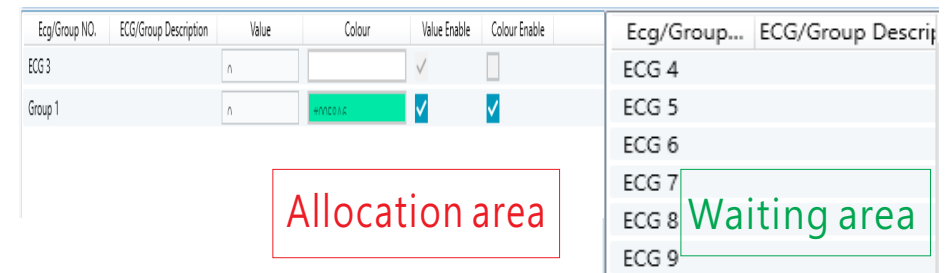 Ecg/Group NO. ECG/Group Description Value Colour Value Enable Colour Enable
ECG 3
Group 1
Allocation area
Ecg/Group... ECG/Group Descrip
ECG 4
ECG 5
ECG 6
ECG 7
ECG 8
ECG 9
Waiting area